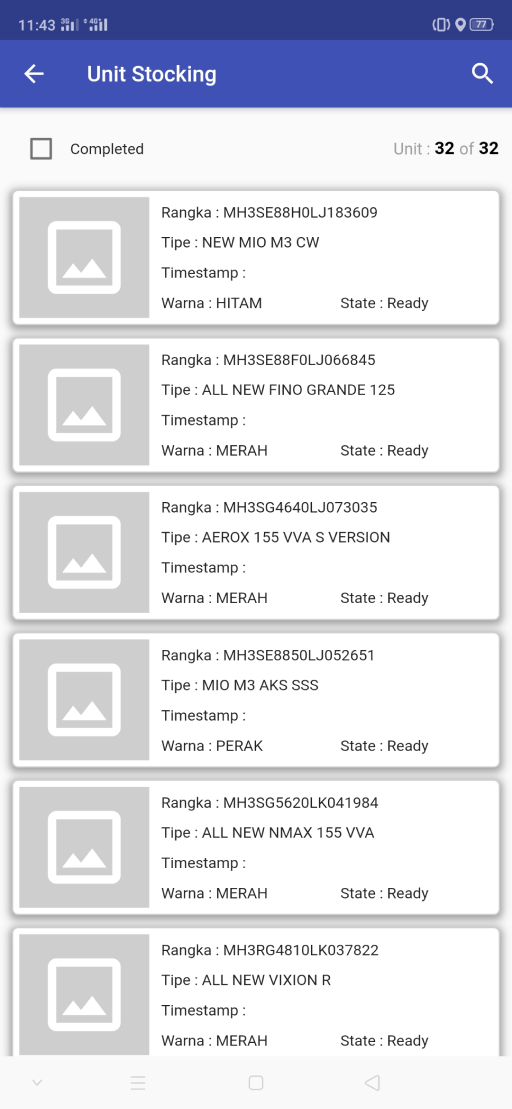 11:43 3G 4G 77
Unit Stocking
Completed Unit : 32 of 32
Rangka : MH3SE88H0LJ183609
Tipe : NEW MIO M3 CW
Timestamp :
Warna : HITAM State : Ready
Rangka : MH3SE88F0LJ066845
Tipe : ALL NEW FINO GRANDE 125
Timestamp :
Warna : MERAH State : Ready
Rangka : MH3SG4640LJ073035
Tipe : AEROX 155 VVA S VERSION
Timestamp :
Warna : MERAH State : Ready
Rangka : MH3SE8850LJ052651
Tipe : MIO M3 AKS SSS
Timestamp :
Warna : PERAK State : Ready
Rangka : MH3SG5620LK041984
Tipe : ALL NEW NMAX 155 VVA
Timestamp :
Warna : MERAH State : Ready
Rangka : MH3RG4810LK037822
Tipe : ALL NEW VIXION R
Timestamp :
Warna : MERAH State : Ready